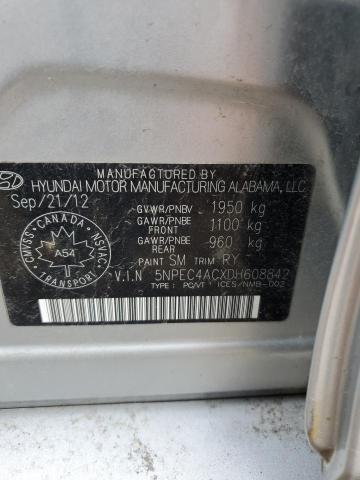 MANUFACTURED BY
HYUNDAI MOTOR MANUFACTURING ALABAMA, LLC
Sep/21/12
GVWR/PNBV : 1950 kg
GAWR/PNBE FRONT : 1100 kg
GAWR/PNBE REAR : 960 kg
PAINT SM TRIM RY
V.I.N : 5NPEC4ACXDH608842
TYPE : PC/VT ICES/NMB-002
CANADA
CMVSS
NSVAC
A54
TRANSPORT